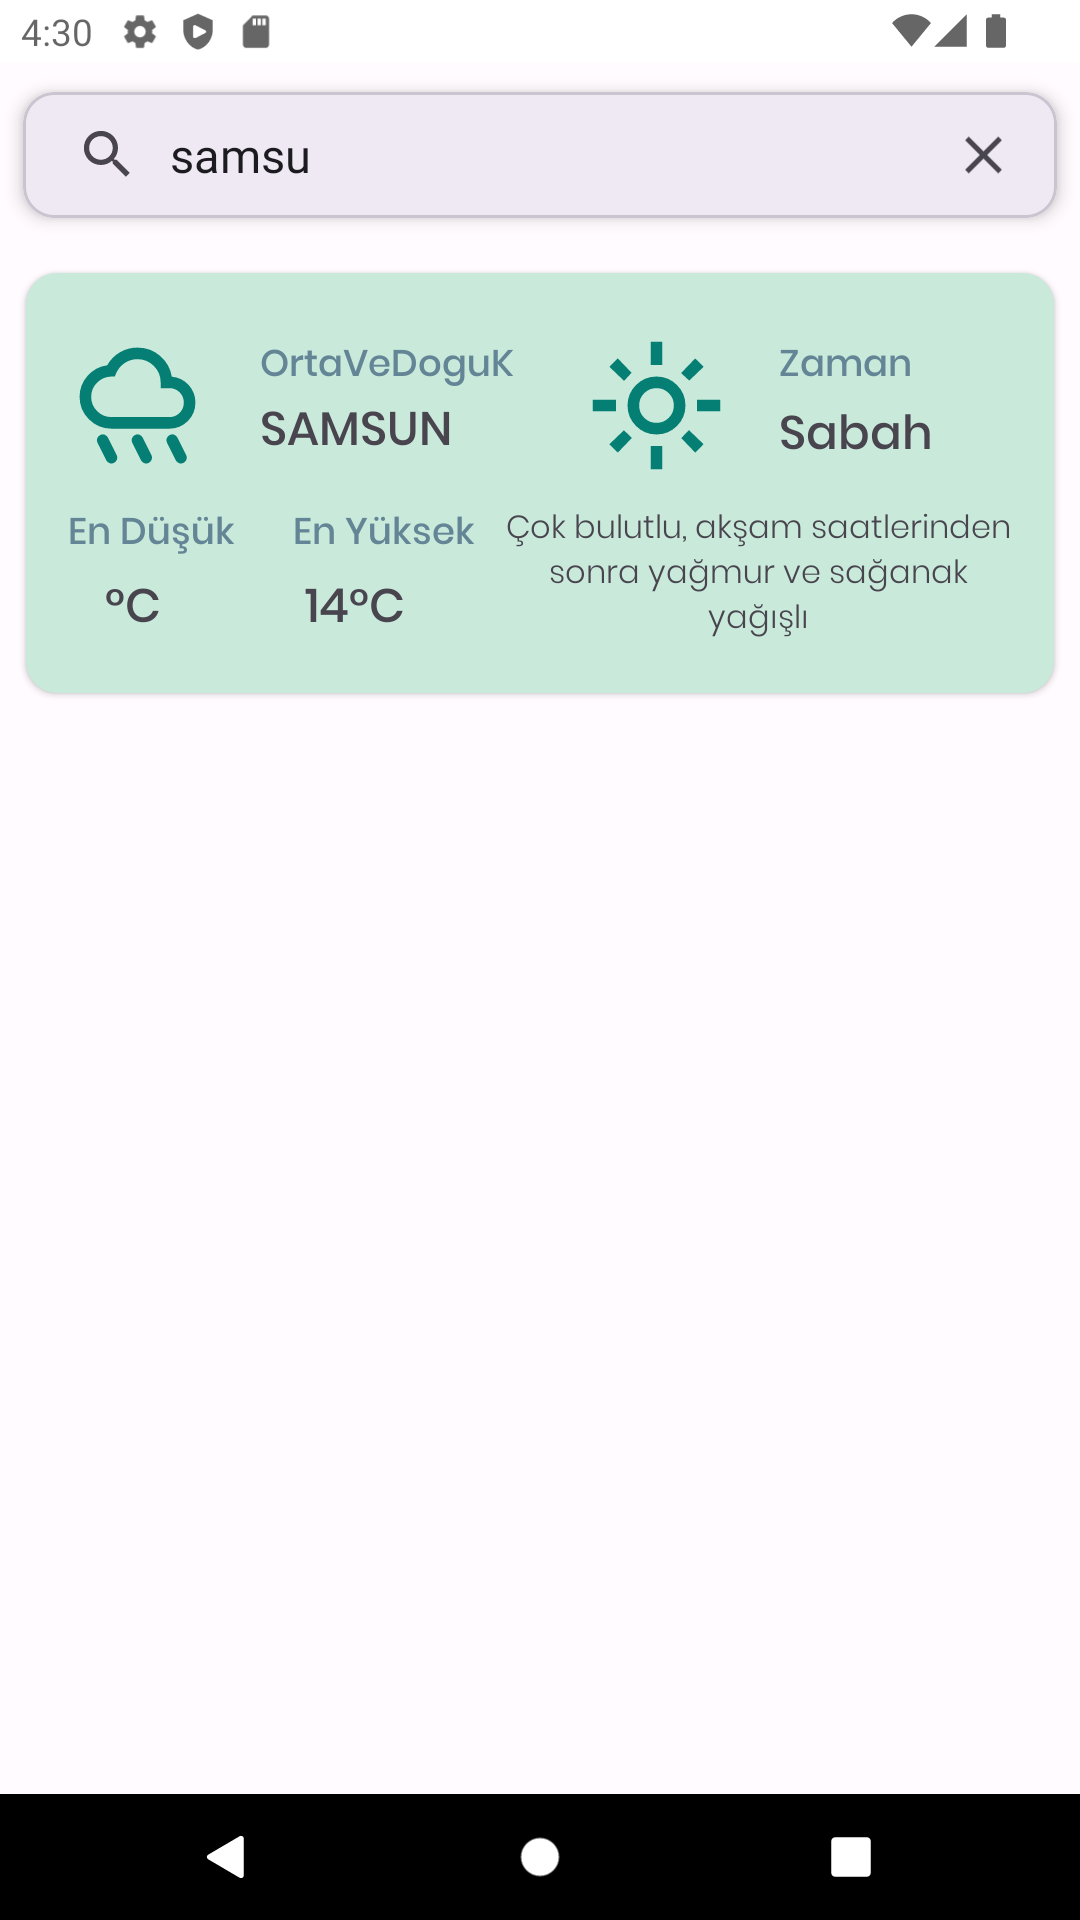 4:30
samsu
OrtaVeDoguK
SAMSUN
Zaman
Sabah
En Düşük
°C
En Yüksek
14°C
Çok bulutlu, akşam saatlerinden
sonra yağmur ve sağanak
yağışlı